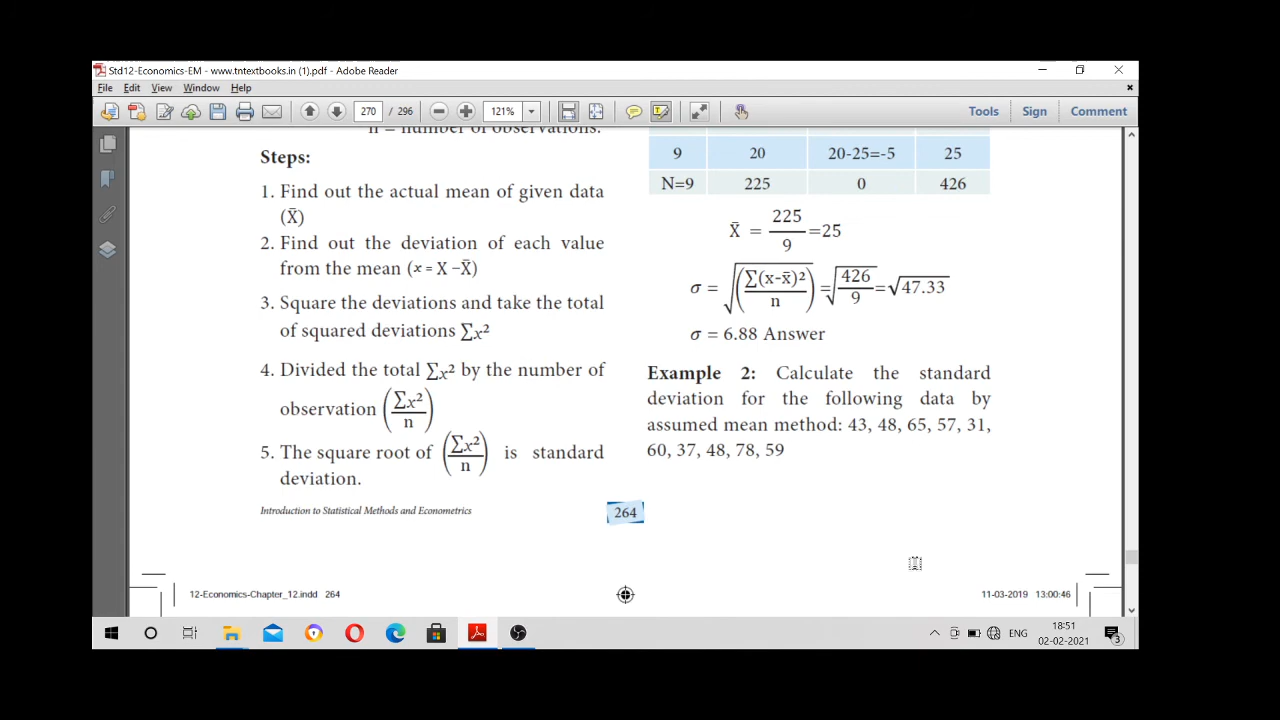 Std12-Economics-EM - www.tntextbooks.in (1).pdf - Adobe Reader
File Edit View Window Help
270 / 296 121% Tools Sign Comment
n = number of observations.
Steps:
1. Find out the actual mean of given data
(X̄)
2. Find out the deviation of each value
from the mean (x = X −X̄)
3. Square the deviations and take the total
of squared deviations ∑x²
4. Divided the total ∑x² by the number of
observation (∑x²/n)
5. The square root of (∑x²/n) is standard
deviation.
Introduction to Statistical Methods and Econometrics
9 20 20-25=-5 25
N=9 225 0 426
X̄ = 225/9 =25
σ = √(∑(x-x̄)²/n) = √426/9 = √47.33
σ = 6.88 Answer
Example 2: Calculate the standard
deviation for the following data by
assumed mean method: 43, 48, 65, 57, 31,
60, 37, 48, 78, 59
264
12-Economics-Chapter_12.indd 264
11-03-2019 13:00:46
ENG
18:51
02-02-2021
3